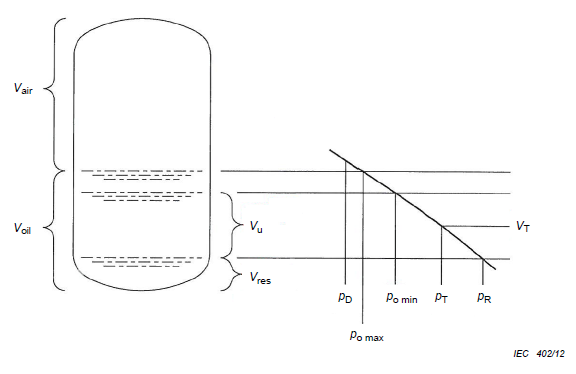 Vair
Voil
Vu
Vres
VT
pD
po min
pT
pR
po max
IEC 402/12